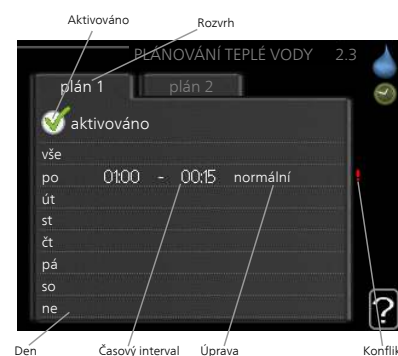 Aktivováno
Rozvrh
PLÁNOVÁNÍ TEPLÉ VODY 2.3
plán 1 plán 2
aktivováno
vše
po 01:00 - 00:15 normální
út
st
čt
pá
so
ne
?
Den Časový interval Úprava Konflik